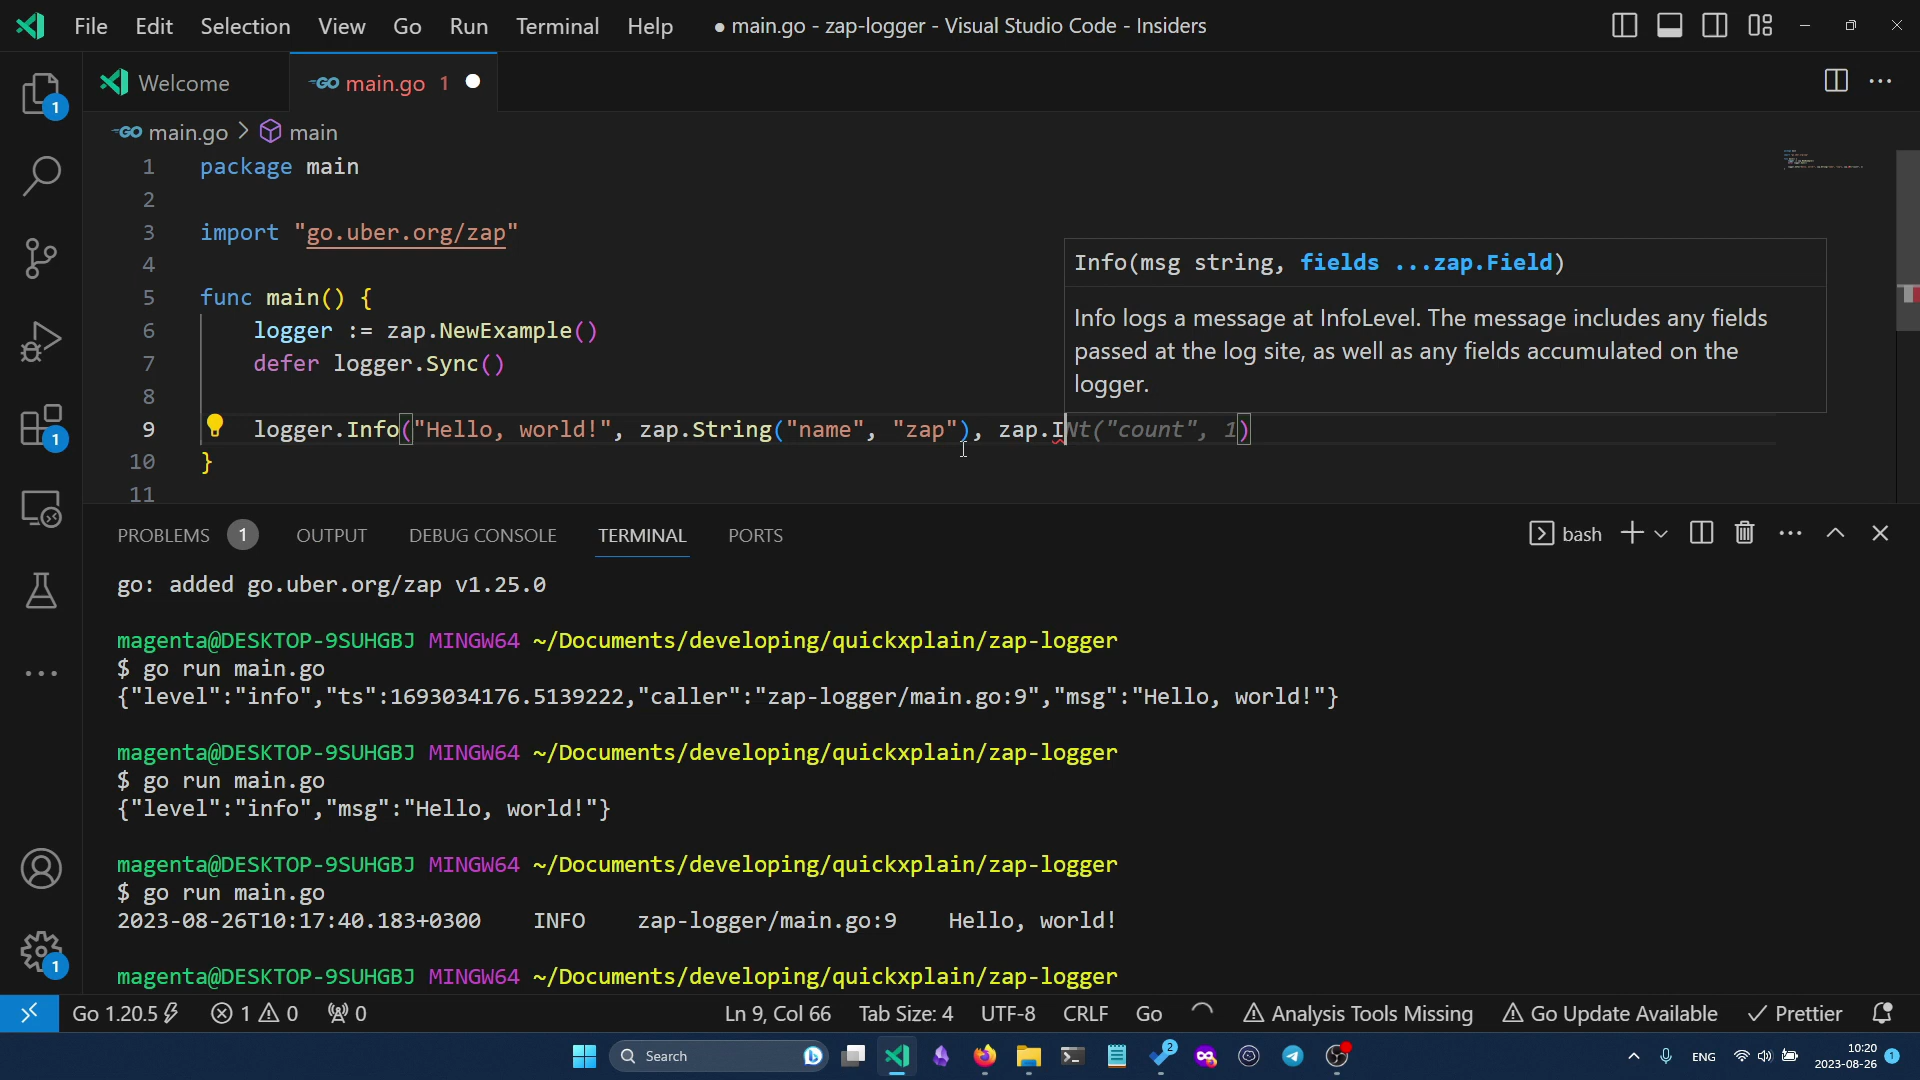 File Edit Selection View Go Run Terminal Help ● main.go - zap-logger - Visual Studio Code - Insiders
Welcome main.go 1
main.go > main
1 package main
2
3 import "go.uber.org/zap"
4
5 func main() {
6 logger := zap.NewExample()
7 defer logger.Sync()
8
9 logger.Info("Hello, world!", zap.String("name", "zap"), zap.INt("count", 1)
10 }
11
Info(msg string, fields ...zap.Field)
Info logs a message at InfoLevel. The message includes any fields
passed at the log site, as well as any fields accumulated on the
logger.
1
1
1
PROBLEMS 1 OUTPUT DEBUG CONSOLE TERMINAL PORTS bash
go: added go.uber.org/zap v1.25.0
magenta@DESKTOP-9SUHGBJ MINGW64 ~/Documents/developing/quickxplain/zap-logger
$ go run main.go
{"level":"info","ts":1693034176.5139222,"caller":"zap-logger/main.go:9","msg":"Hello, world!"}
magenta@DESKTOP-9SUHGBJ MINGW64 ~/Documents/developing/quickxplain/zap-logger
$ go run main.go
{"level":"info","msg":"Hello, world!"}
magenta@DESKTOP-9SUHGBJ MINGW64 ~/Documents/developing/quickxplain/zap-logger
$ go run main.go
2023-08-26T10:17:40.183+0300 INFO zap-logger/main.go:9 Hello, world!
magenta@DESKTOP-9SUHGBJ MINGW64 ~/Documents/developing/quickxplain/zap-logger
Go 1.20.5 1 0 0 Ln 9, Col 66 Tab Size: 4 UTF-8 CRLF Go Analysis Tools Missing Go Update Available Prettier
Search 2 ENG 10:20 1
2023-08-26